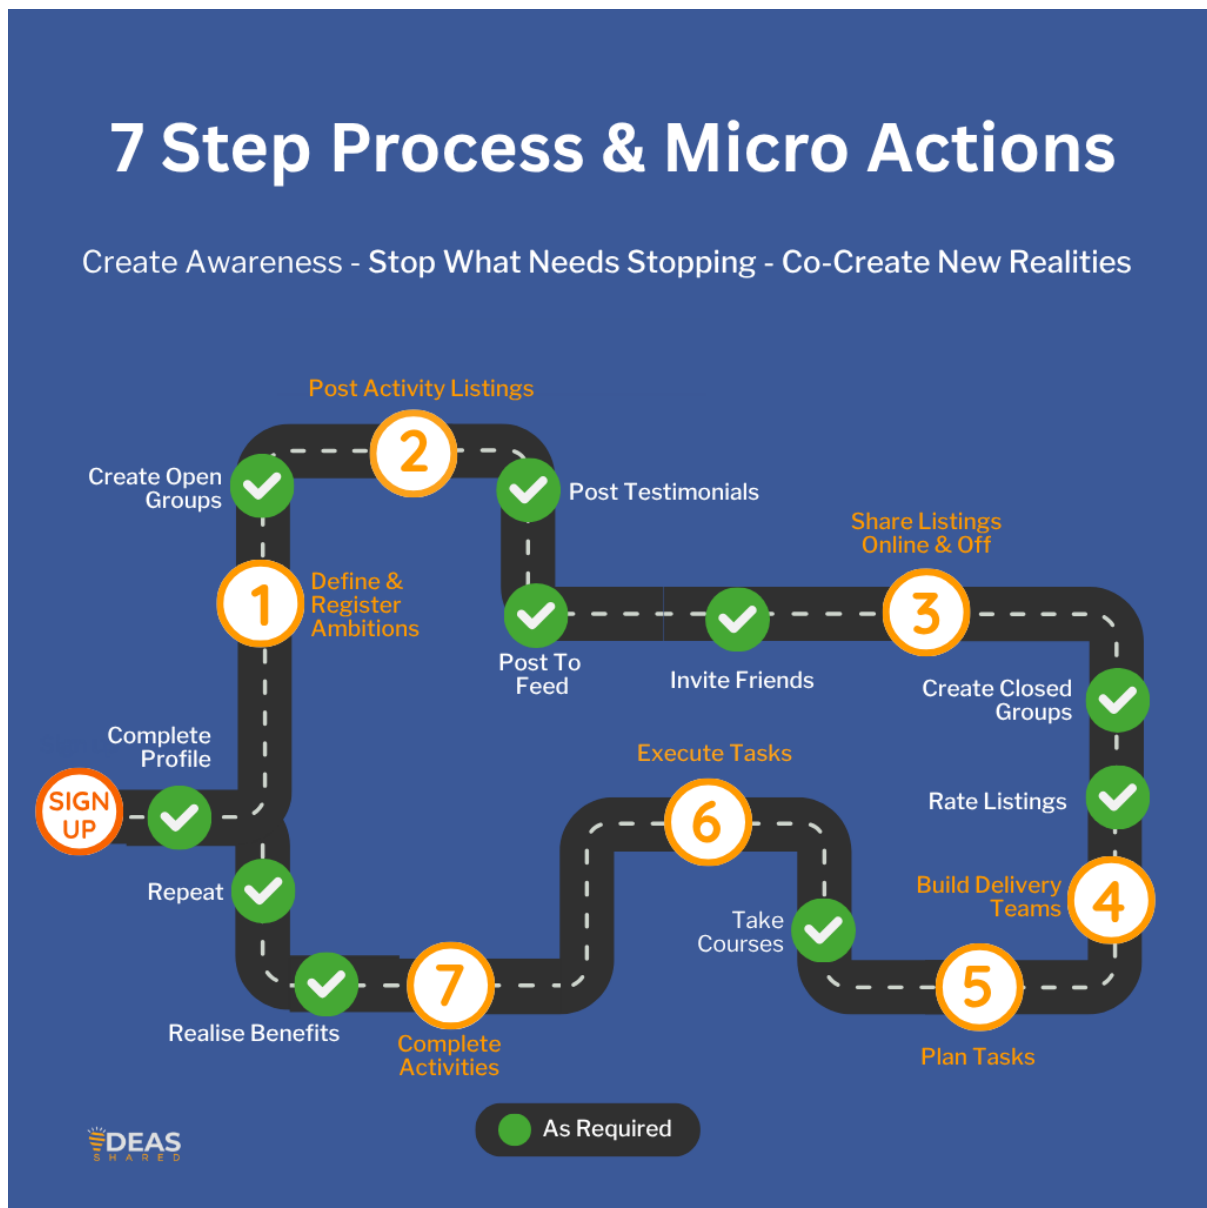 7 Step Process & Micro Actions
Create Awareness - Stop What Needs Stopping - Co-Create New Realities
Post Activity Listings
2
Create Open
Groups
Post Testimonials
Share Listings
Online & Off
1
Define &
Register
Ambitions
3
Post To
Feed
Invite Friends
Create Closed
Groups
Complete
Profile
Execute Tasks
SIGN
UP
6
Rate Listings
Repeat
Build Delivery
Teams
4
Take
Courses
7
5
Realise Benefits
Complete
Activities
Plan Tasks
As Required
IDEAS
SHARED